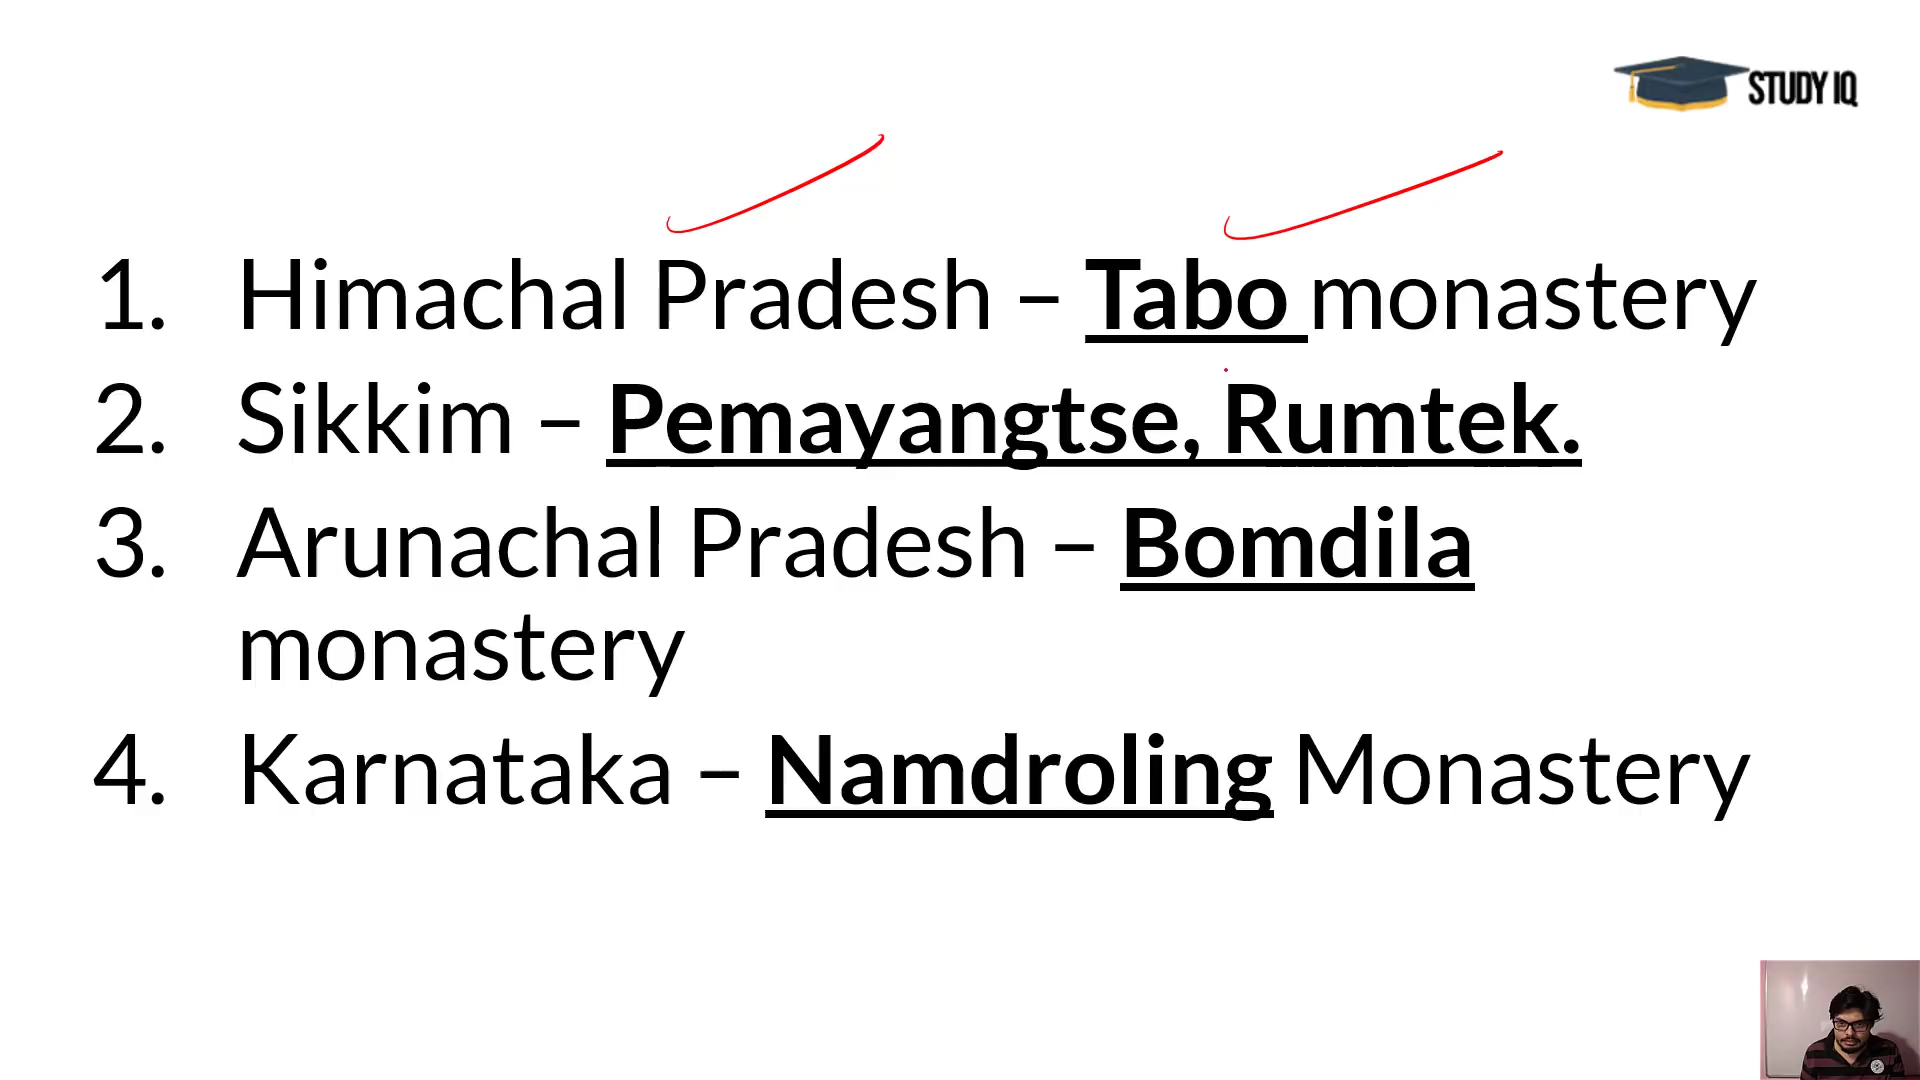 STUDY IQ
1. Himachal Pradesh – Tabo monastery
2. Sikkim – Pemayangtse, Rumtek.
3. Arunachal Pradesh – Bomdila
monastery
4. Karnataka – Namdroling Monastery